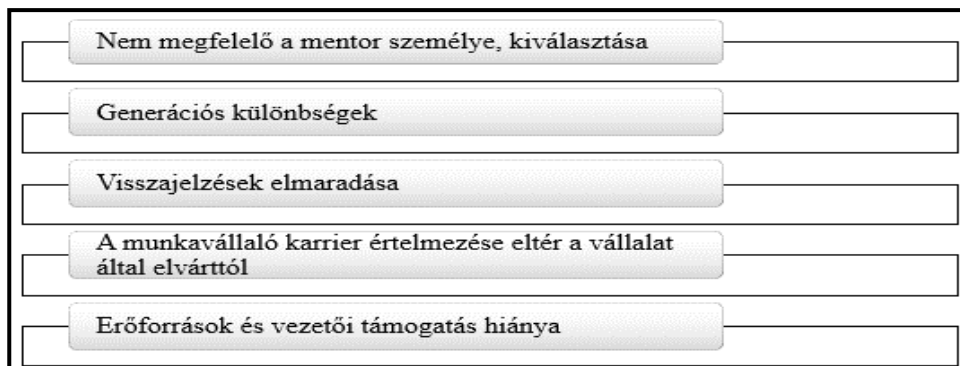 Nem megfelelő a mentor személye, kiválasztása
Generációs különbségek
Visszajelzések elmaradása
A munkavállaló karrier értelmezése eltér a vállalat
által elvárttól
Erőforrások és vezetői támogatás hiánya